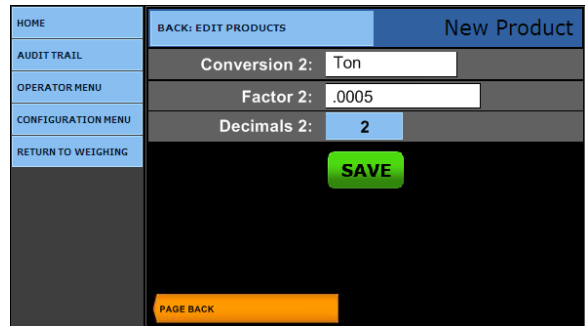 HOME
AUDIT TRAIL
OPERATOR MENU
CONFIGURATION MENU
RETURN TO WEIGHING
BACK: EDIT PRODUCTS
New Product
Conversion 2: Ton
Factor 2: .0005
Decimals 2: 2
SAVE
PAGE BACK